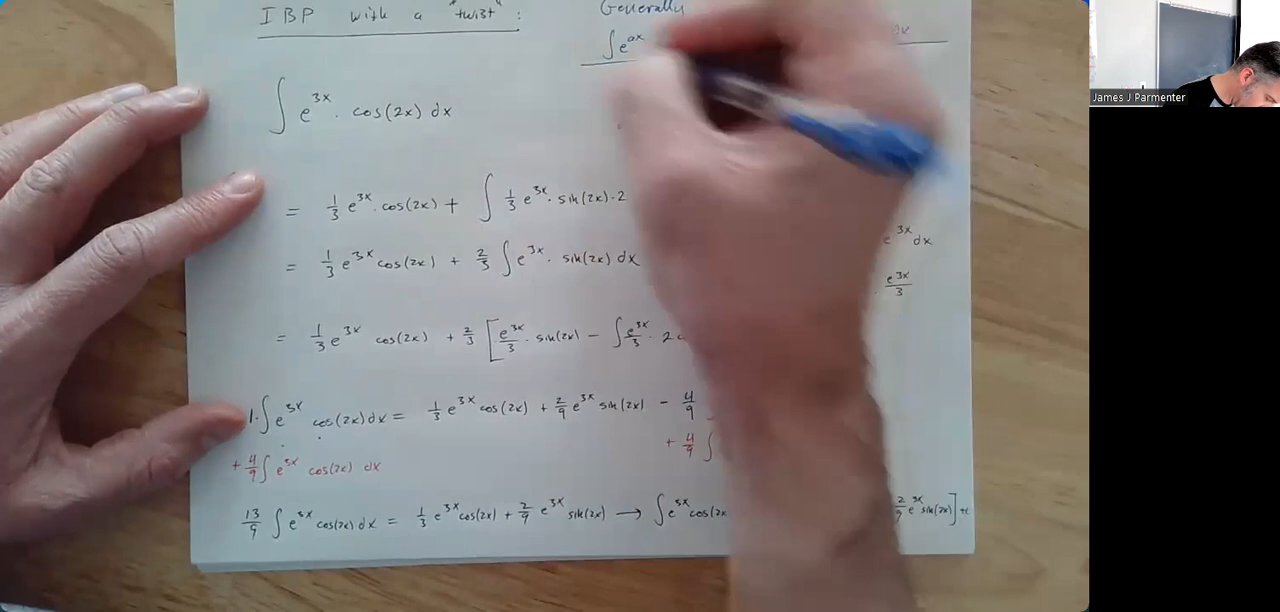 IBP with a "twist":
Generally
∫ e^{ax}
dx
∫ e^{3x} · cos(2x) dx
= 1/3 e^{3x} · cos(2x) + ∫ 1/3 e^{3x} · sin(2x) · 2
e^{3x} dx
= 1/3 e^{3x} cos(2x) + 2/3 ∫ e^{3x} · sin(2x) dx
e^{3x}/3
= 1/3 e^{3x} cos(2x) + 2/3 [ e^{3x}/3 · sin(2x) − ∫ e^{3x}/3 · 2
1 · ∫ e^{3x} cos(2x) dx = 1/3 e^{3x} cos(2x) + 2/9 e^{3x} sin(2x) − 4/9
+ 4/9 ∫ e^{3x} cos(2x) dx + 4/9 ∫
13/9 ∫ e^{3x} cos(2x) dx = 1/3 e^{3x} cos(2x) + 2/9 e^{3x} sin(2x) → ∫ e^{3x} cos(2x 2/9 e^{3x} sin(2x) ] + c
James J Parmenter